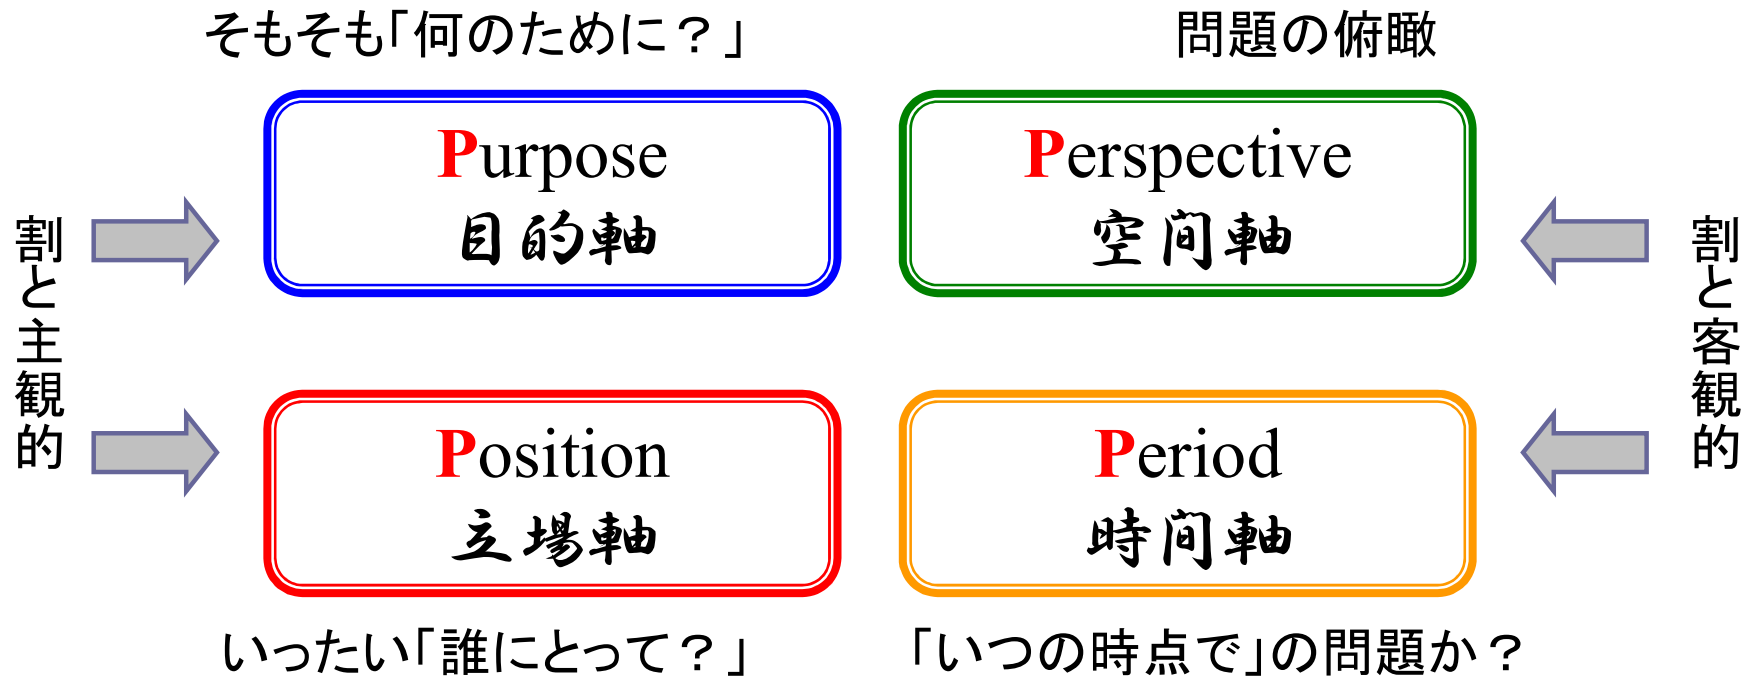 そもそも「何のために？」
問題の俯瞰
Purpose
目的軸
Perspective
空間軸
割と主観的
割と客観的
Position
立場軸
Period
時間軸
いったい「誰にとって？」
「いつの時点で」の問題か？